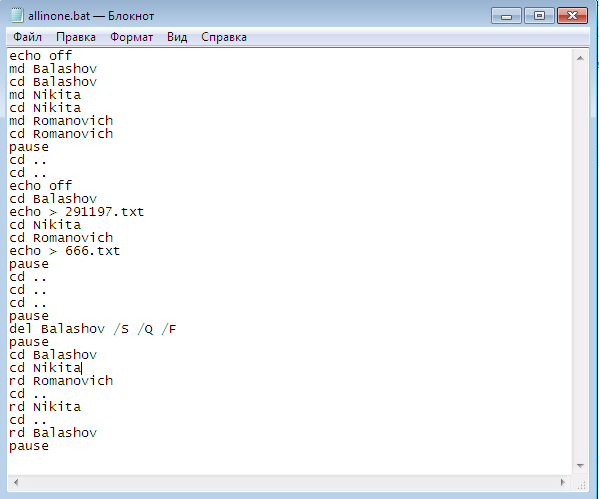 allinone.bat — Блокнот
Файл Правка Формат Вид Справка
echo off
md Balashov
cd Balashov
md Nikita
cd Nikita
md Romanovich
cd Romanovich
pause
cd ..
cd ..
echo off
cd Balashov
echo > 291197.txt
cd Nikita
cd Romanovich
echo > 666.txt
pause
cd ..
cd ..
cd ..
pause
del Balashov /S /Q /F
pause
cd Balashov
cd Nikita
rd Romanovich
cd ..
rd Nikita
cd ..
rd Balashov
pause